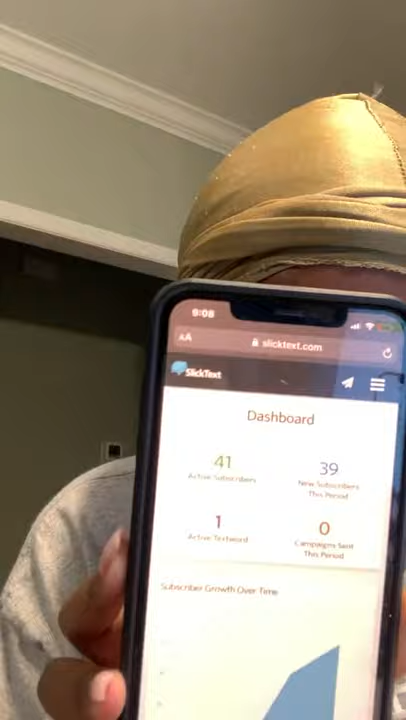 9:08
AA slicktext.com
SlickText
Dashboard
41
Active Subscribers
39
New Subscribers
This Period
1
Active Textword
0
Campaigns Sent
This Period
Subscriber Growth Over Time